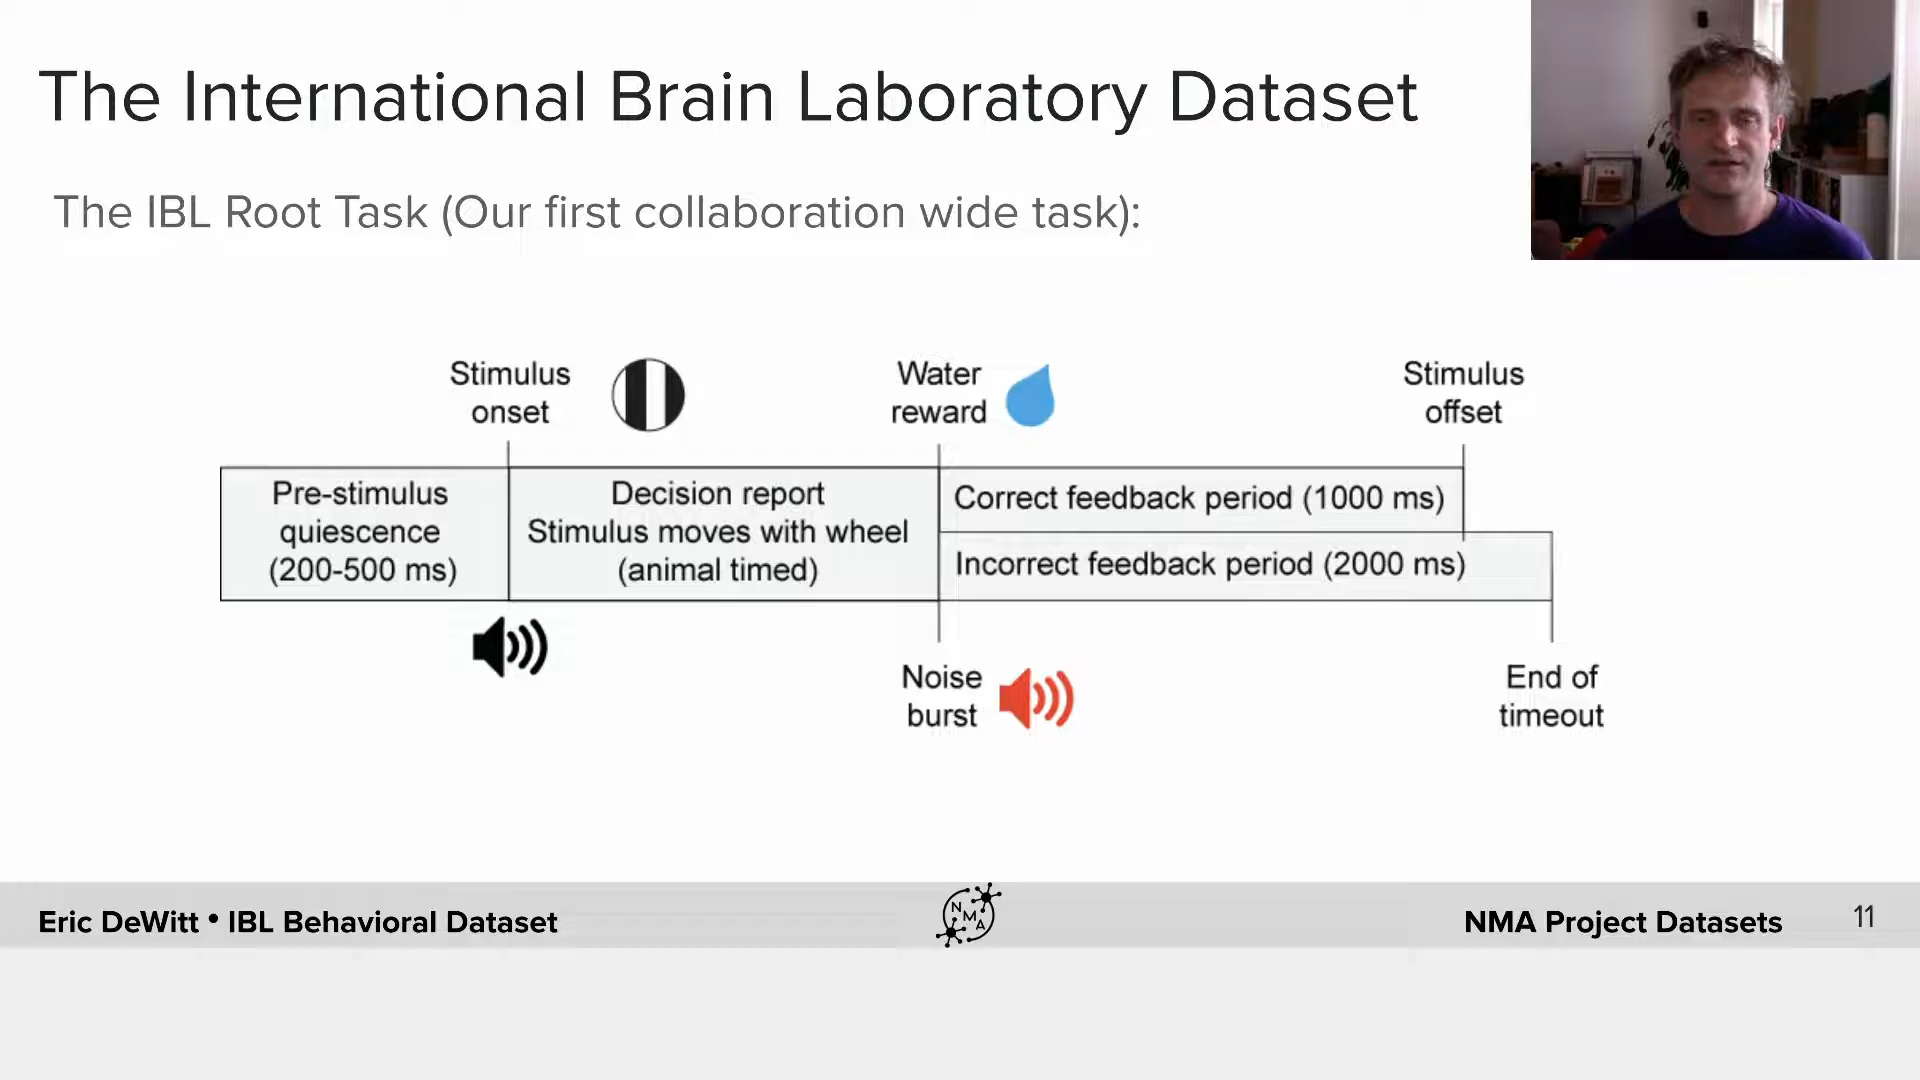 The International Brain Laboratory Dataset
The IBL Root Task (Our first collaboration wide task):
Stimulus
onset
Water
reward
Stimulus
offset
Pre-stimulus
quiescence
(200-500 ms)
Decision report
Stimulus moves with wheel
(animal timed)
Correct feedback period (1000 ms)
Incorrect feedback period (2000 ms)
Noise
burst
End of
timeout
Eric DeWitt • IBL Behavioral Dataset
N
M
A
NMA Project Datasets
11